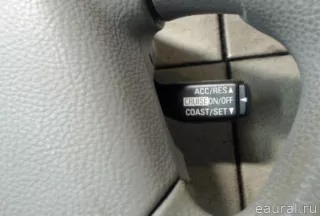 ACC/RES▲
CRUISE ON/OFF
COAST/SET▼
eaural.ru